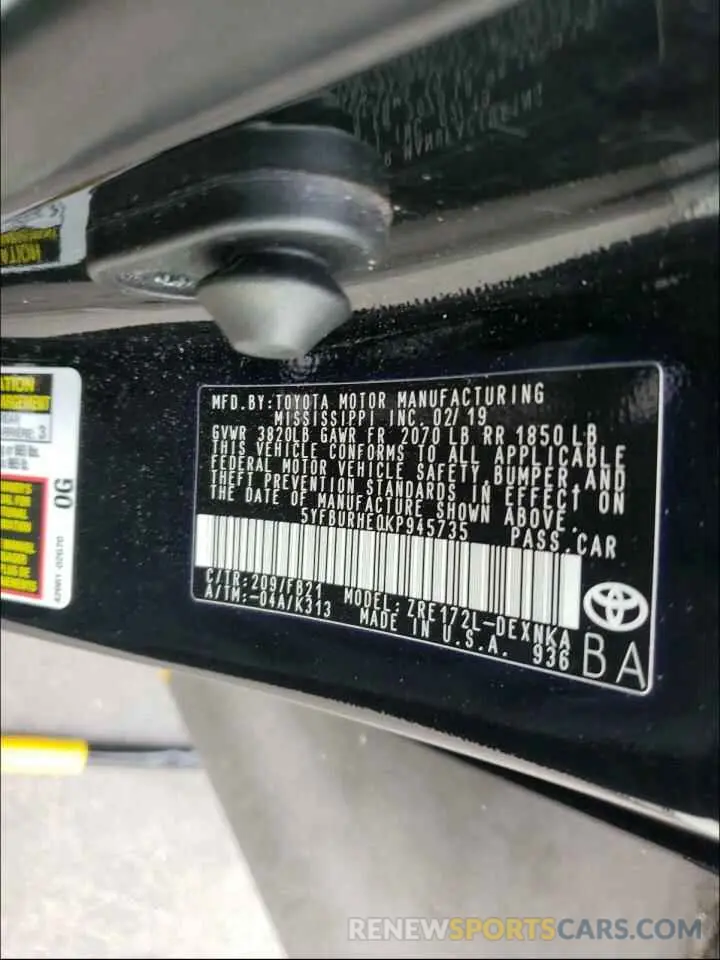 MFD.BY:TOYOTA MOTOR MANUFACTURING
MISSISSIPPI INC. 02/19
GVWR 3820LB GAWR FR 2070 LB RR 1850 LB
THIS VEHICLE CONFORMS TO ALL APPLICABLE
FEDERAL MOTOR VEHICLE SAFETY,BUMPER,AND
THEFT PREVENTION STANDARDS IN EFFECT ON
THE DATE OF MANUFACTURE SHOWN ABOVE.
5YFBURHE0KP945735 PASS.CAR
C/TR:209/FB21 MODEL:ZRE172L-DEXNKA
A/TM:-04A/K313 MADE IN U.S.A. 936
BA
0G
RENEWSPORTSCARS.COM